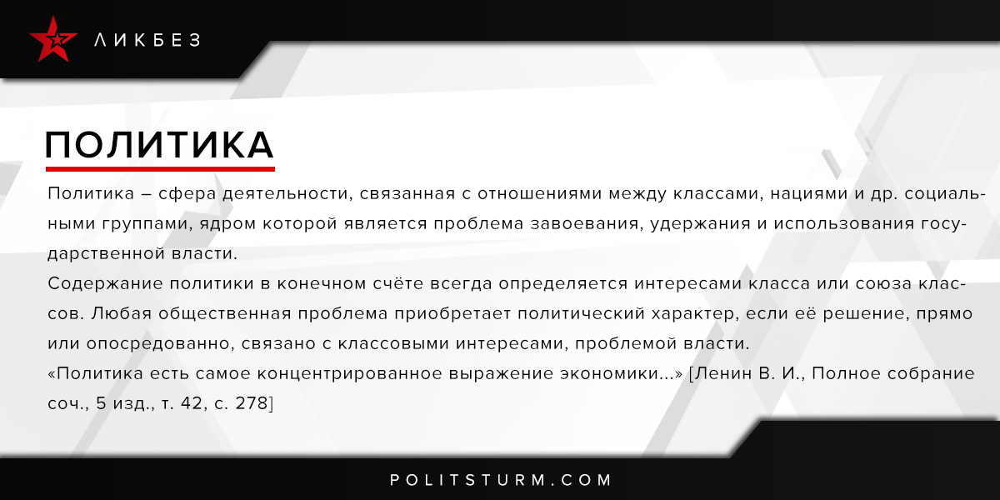 ЛИКБЕЗ
ПОЛИТИКА
Политика – сфера деятельности, связанная с отношениями между классами, нациями и др. социаль-
ными группами, ядром которой является проблема завоевания, удержания и использования госу-
дарственной власти.
Содержание политики в конечном счёте всегда определяется интересами класса или союза клас-
сов. Любая общественная проблема приобретает политический характер, если её решение, прямо
или опосредованно, связано с классовыми интересами, проблемой власти.
«Политика есть самое концентрированное выражение экономики...» [Ленин В. И., Полное собрание
соч., 5 изд., т. 42, с. 278]
POLITSTURM.COM